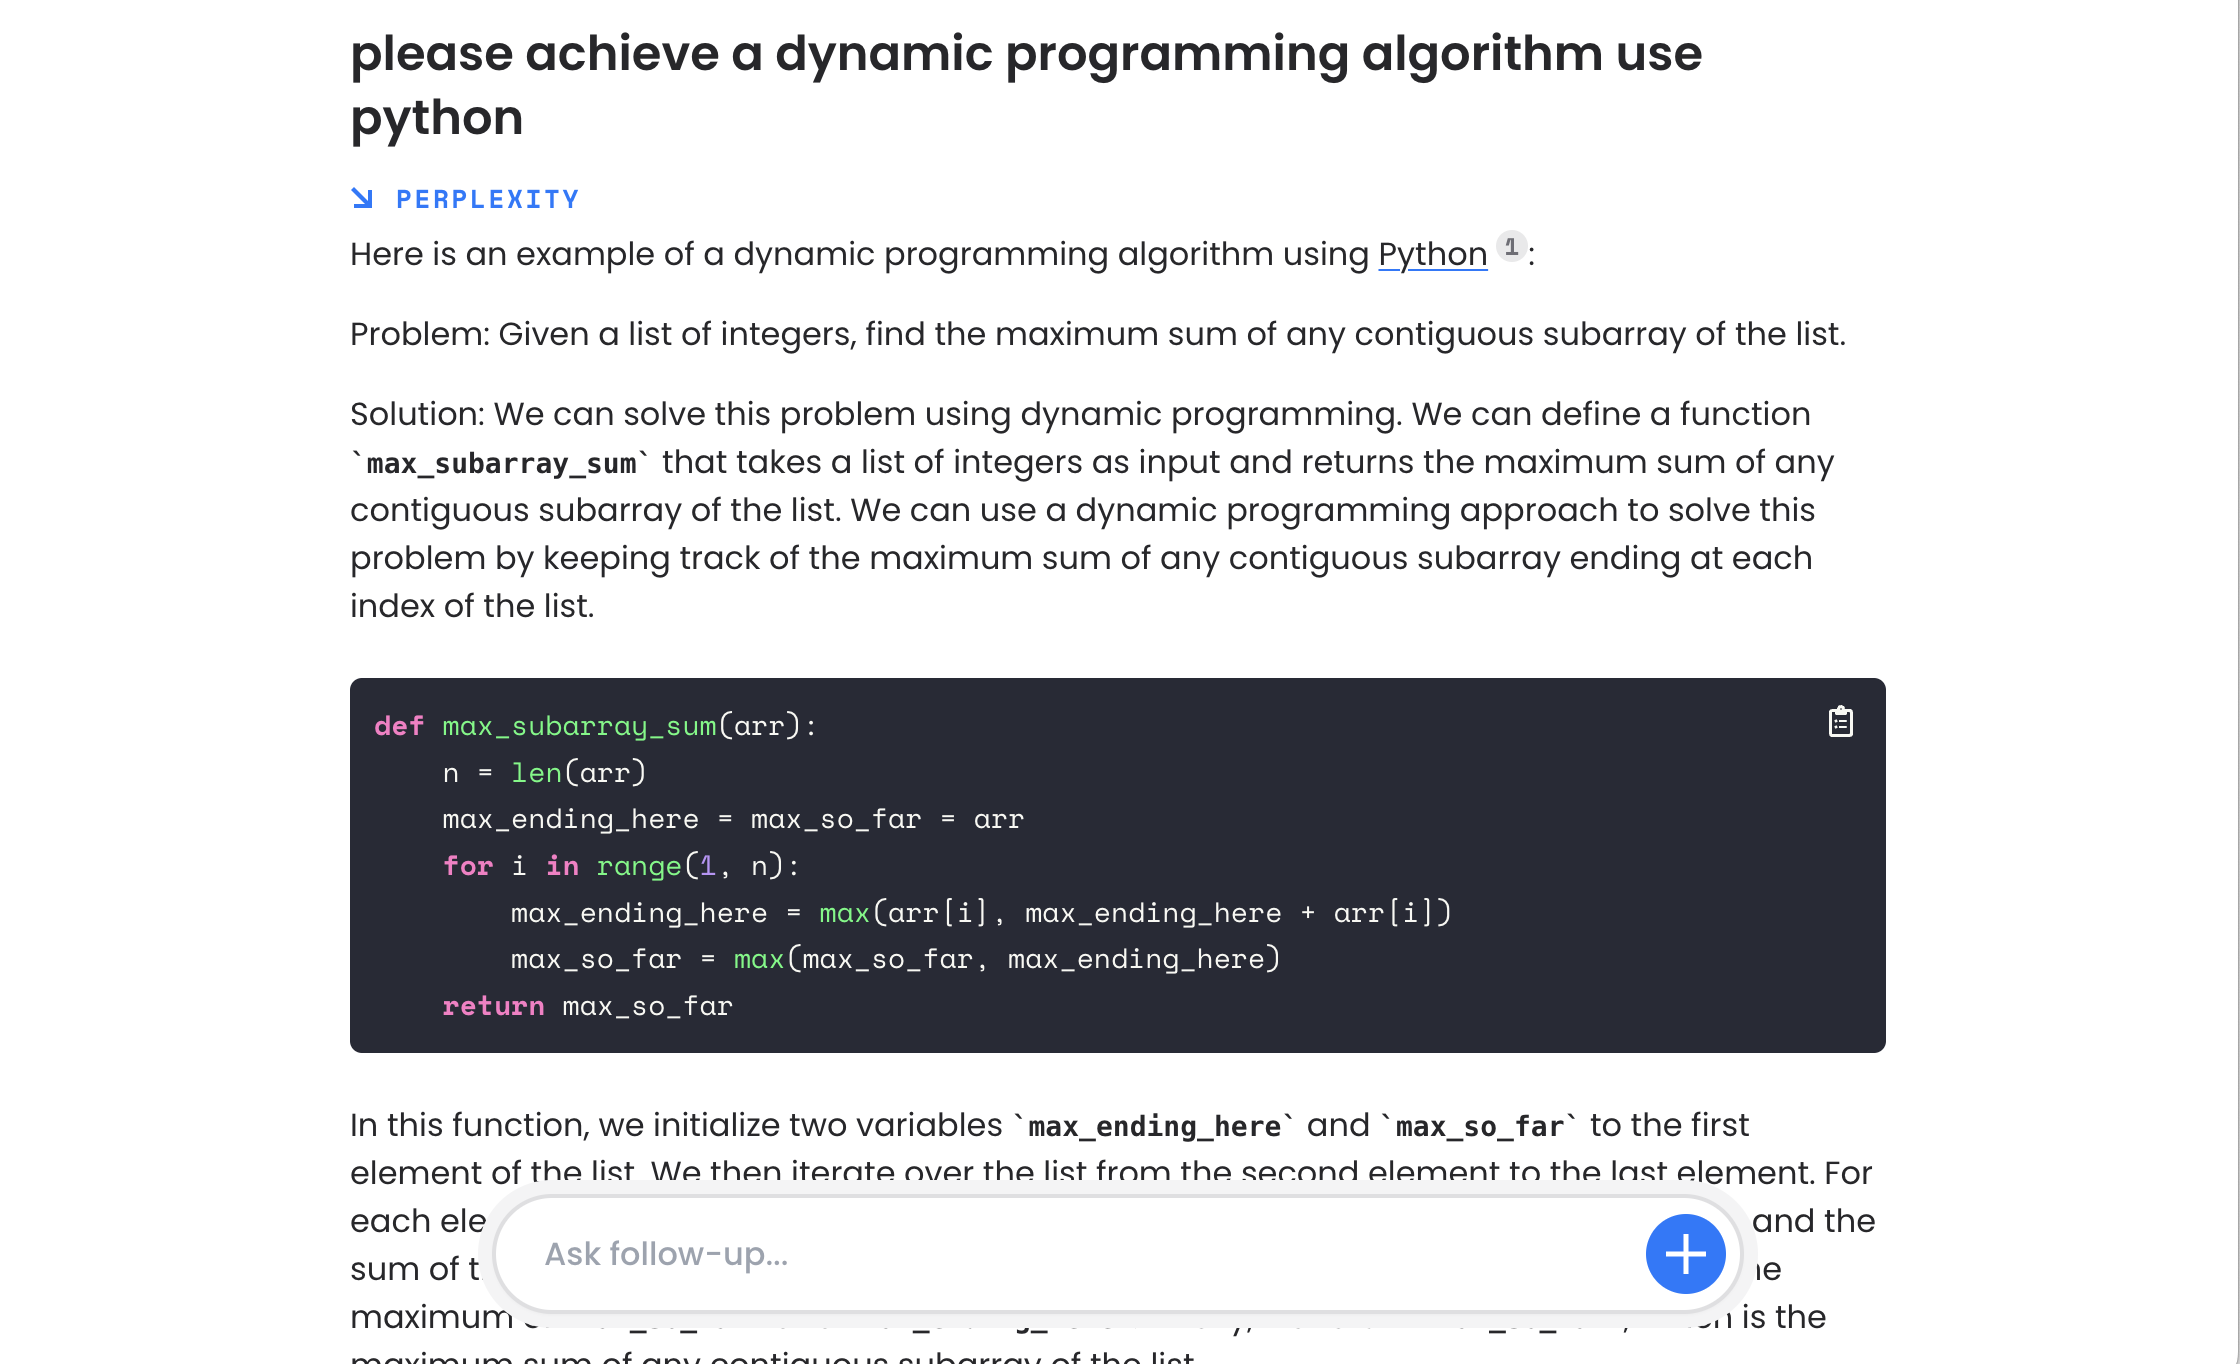 please achieve a dynamic programming algorithm use
python
PERPLEXITY
Here is an example of a dynamic programming algorithm using Python 1:
Problem: Given a list of integers, find the maximum sum of any contiguous subarray of the list.
Solution: We can solve this problem using dynamic programming. We can define a function
`max_subarray_sum` that takes a list of integers as input and returns the maximum sum of any
contiguous subarray of the list. We can use a dynamic programming approach to solve this
problem by keeping track of the maximum sum of any contiguous subarray ending at each
index of the list.
def max_subarray_sum(arr):
    n = len(arr)
    max_ending_here = max_so_far = arr
    for i in range(1, n):
        max_ending_here = max(arr[i], max_ending_here + arr[i])
        max_so_far = max(max_so_far, max_ending_here)
    return max_so_far
In this function, we initialize two variables `max_ending_here` and `max_so_far` to the first
element of the list. We then iterate over the list from the second element to the last element. For
each and the
sum of
maximum is the
maximum sum of any contiguous subarray of the list.
Ask follow-up...